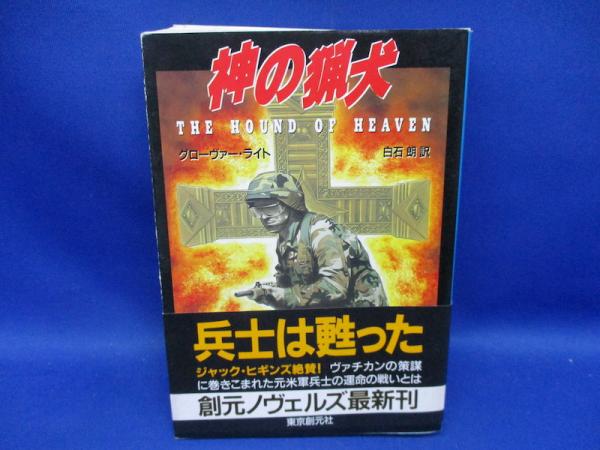 神の猟犬
THE HOUND OF HEAVEN
グローヴァー・ライト
白石 朗 訳
兵士は甦った
ジャック・ヒギンズ絶賛! ヴァチカンの策謀
に巻きこまれた元米軍兵士の運命の戦いとは
創元ノヴェルズ最新刊
東京創元社